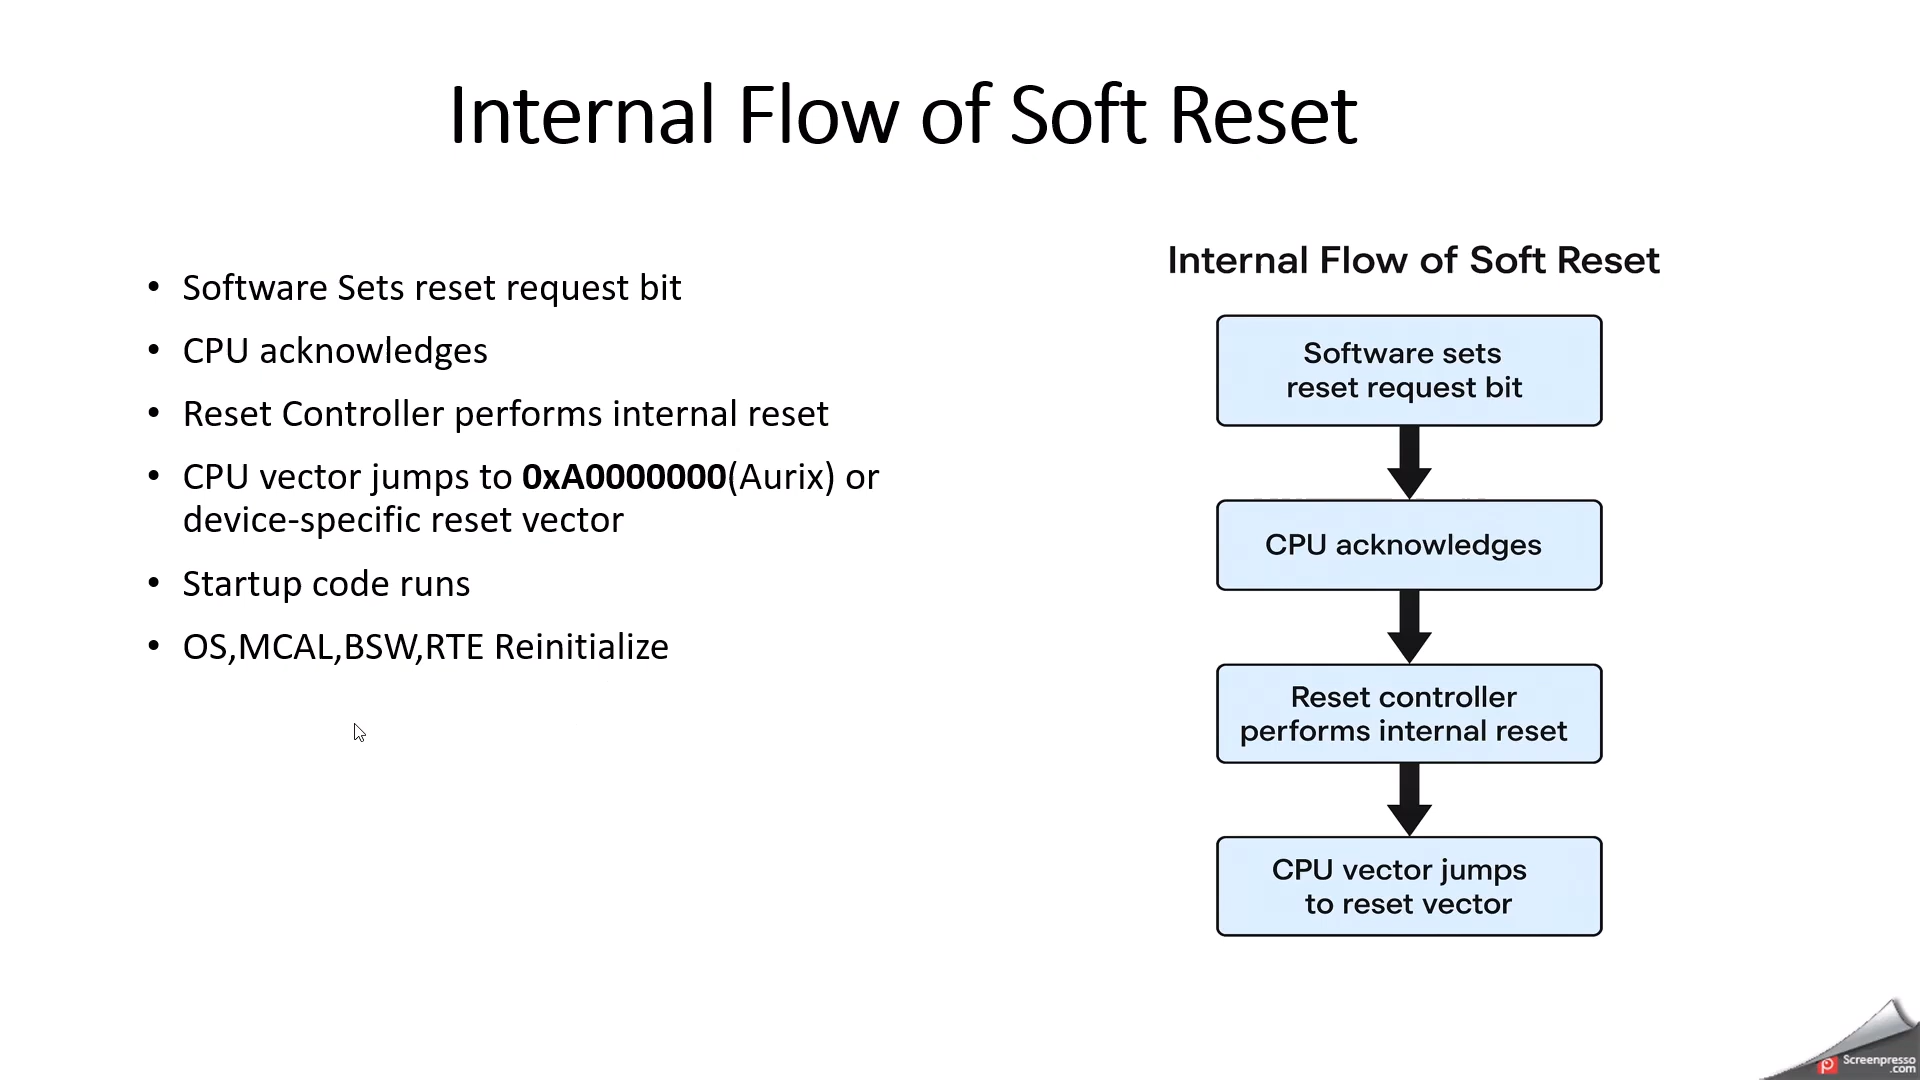 Internal Flow of Soft Reset
• Software Sets reset request bit
• CPU acknowledges
• Reset Controller performs internal reset
• CPU vector jumps to 0xA0000000(Aurix) or
device-specific reset vector
• Startup code runs
• OS,MCAL,BSW,RTE Reinitialize
Internal Flow of Soft Reset
Software sets
reset request bit
CPU acknowledges
Reset controller
performs internal reset
CPU vector jumps
to reset vector
Screenpresso
.com